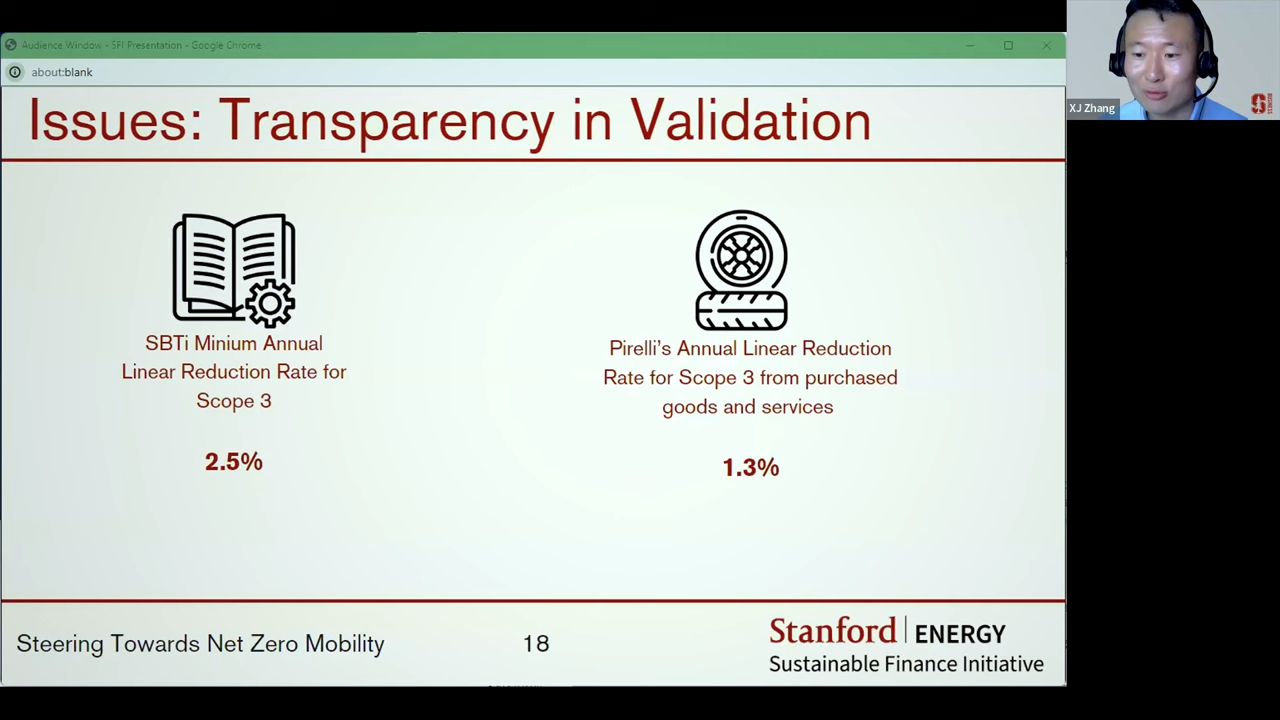 Audience Window - SFI Presentation - Google Chrome
about:blank
XJ Zhang
Issues: Transparency in Validation
SBTi Minium Annual
Linear Reduction Rate for
Scope 3
2.5%
Pirelli's Annual Linear Reduction
Rate for Scope 3 from purchased
goods and services
1.3%
Steering Towards Net Zero Mobility
18
Stanford | ENERGY
Sustainable Finance Initiative